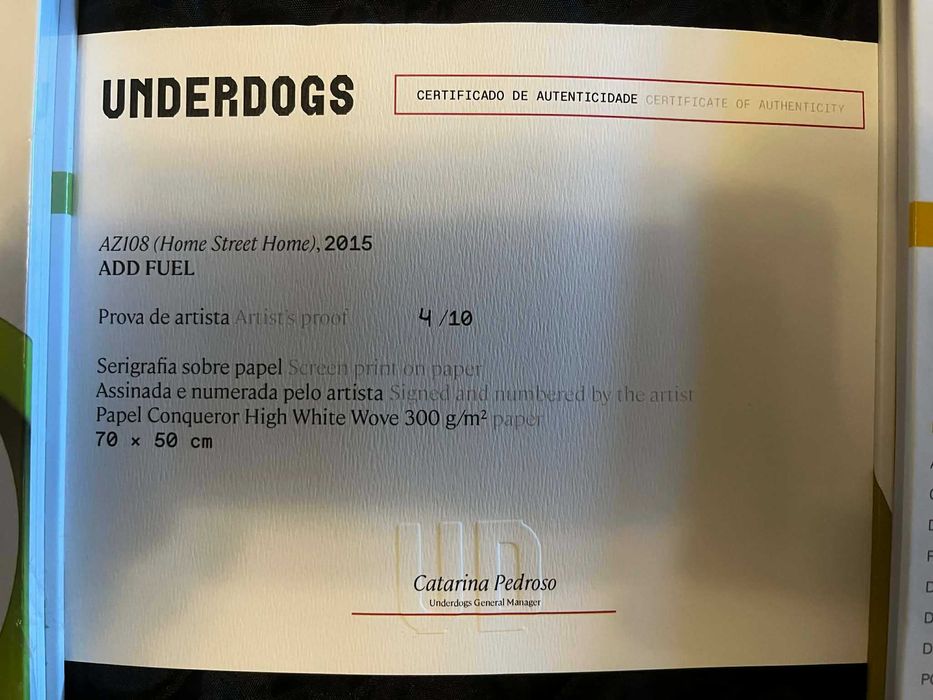 UNDERDOGS
CERTIFICADO DE AUTENTICIDADE CERTIFICATE OF AUTHENTICITY
AZ108 (Home Street Home), 2015
ADD FUEL
Prova de artista Artist's proof 4/10
Serigrafia sobre papel Screen print on paper
Assinada e numerada pelo artista Signed and numbered by the artist
Papel Conqueror High White Wove 300 g/m² paper
70 × 50 cm
UD
Catarina Pedroso
Underdogs General Manager